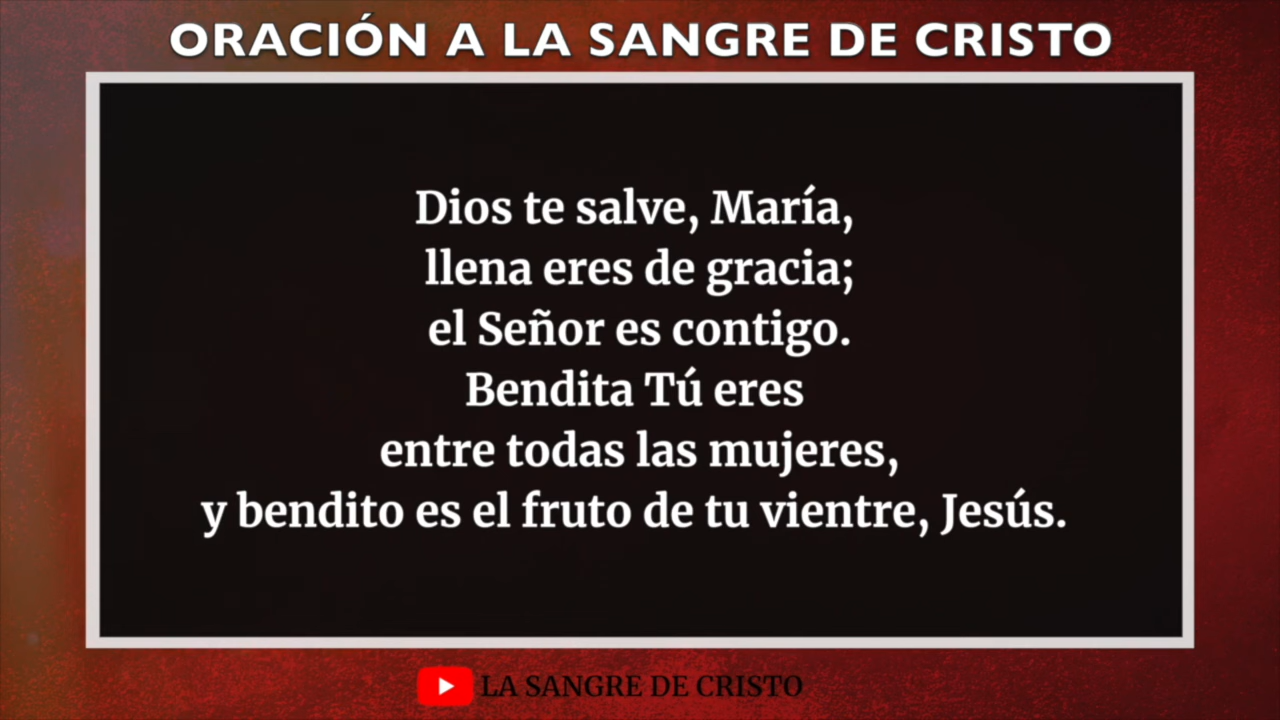 ORACIÓN A LA SANGRE DE CRISTO
Dios te salve, María,
llena eres de gracia;
el Señor es contigo.
Bendita Tú eres
entre todas las mujeres,
y bendito es el fruto de tu vientre, Jesús.
LA SANGRE DE CRISTO